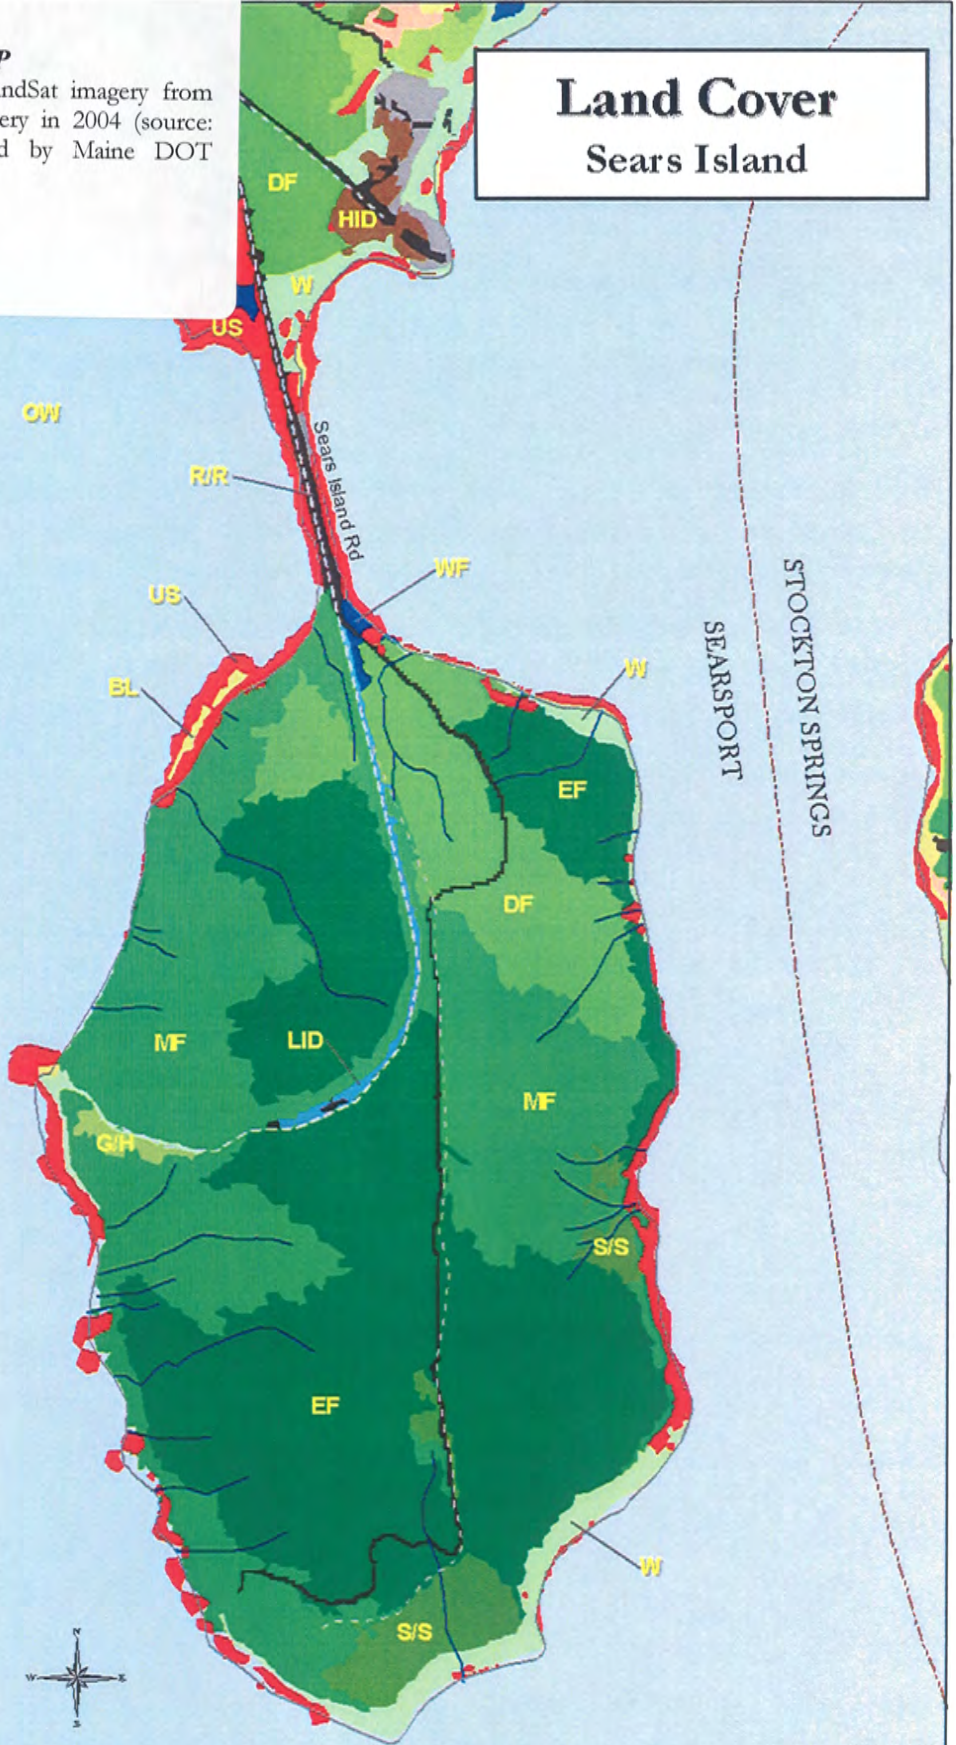 P
ndSat imagery from
ery in 2004 (source:
d by Maine DOT
Land Cover
Sears Island
DF
HID
W
US
OW
R/R
Sears Island Rd
WF
US
BL
W
STOCKTON SPRINGS
SEARSPORT
EF
DF
MF
LID
MF
G/H
S/S
EF
W
S/S
N
W
E
S